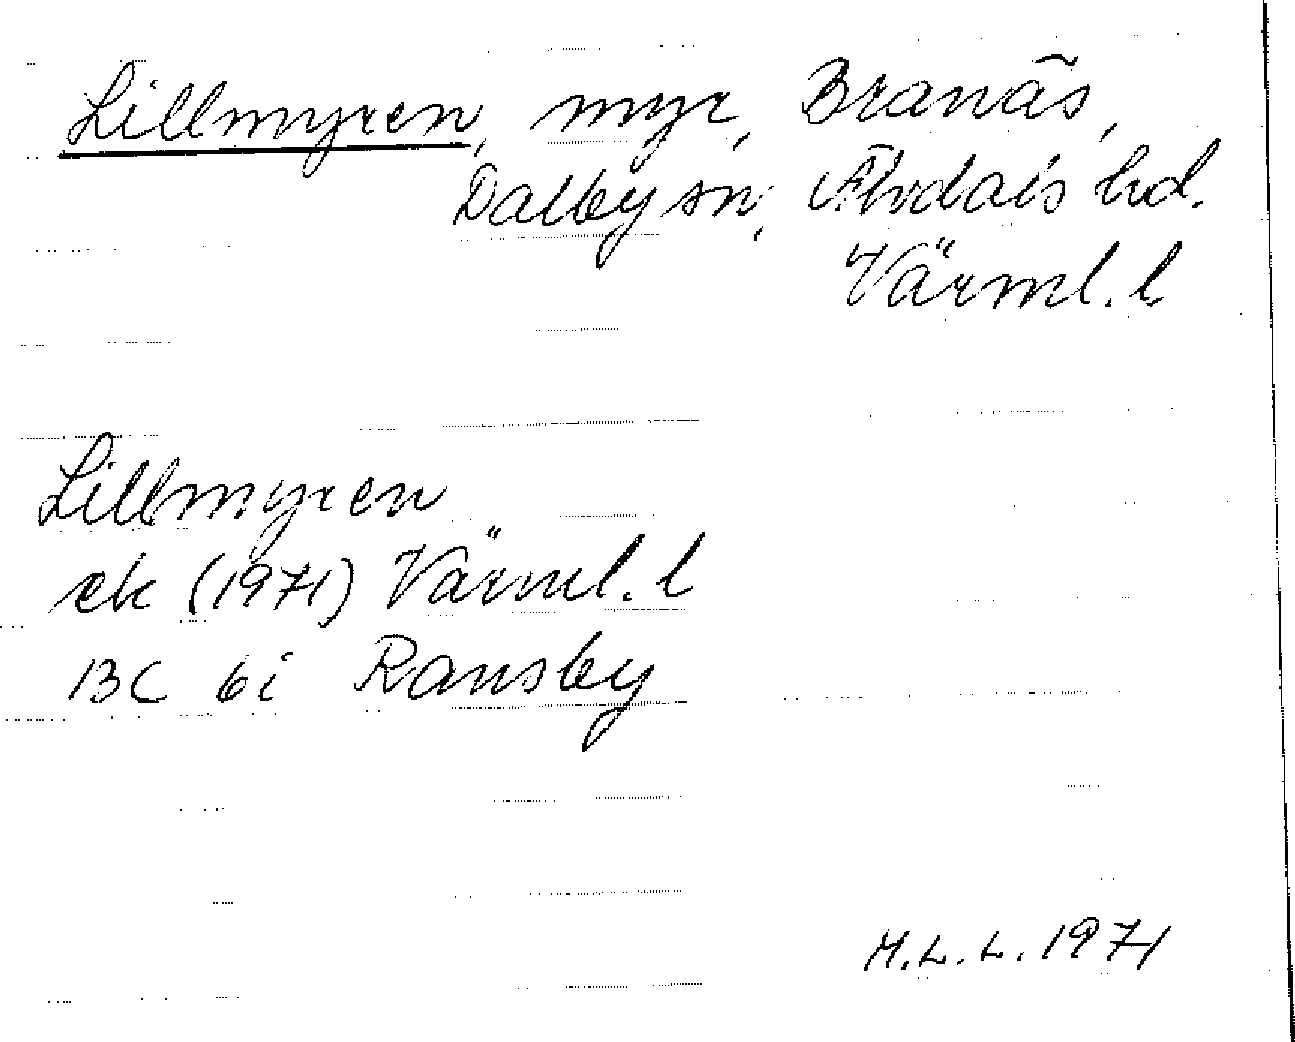 Lillmyren, myr, Branäs,
Dalby sn, Älvdals hd.
Värml. l
Lillmyren
ek (1971) Värml. l
13C 6i Ransby
M.L.L. 1971